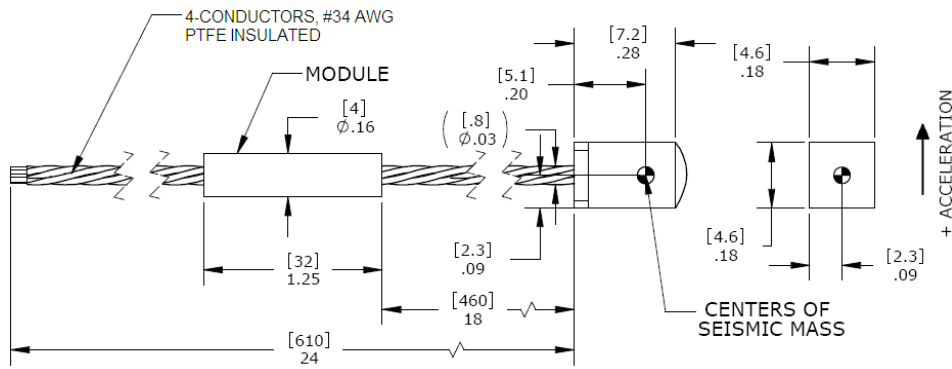 4-CONDUCTORS, #34 AWG
PTFE INSULATED
MODULE
[4]
Ø.16
[.8]
Ø.03
[5.1]
.20
[7.2]
.28
[4.6]
.18
+ ACCELERATION
[2.3]
.09
[4.6]
.18
[2.3]
.09
[32]
1.25
[460]
18
CENTERS OF
SEISMIC MASS
[610]
24